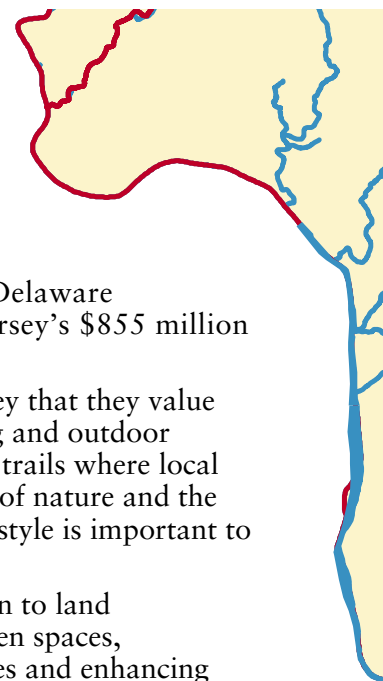 Delaware
rsey’s $855 million
ey that they value
g and outdoor
trails where local
of nature and the
style is important to
n to land
en spaces,
es and enhancing